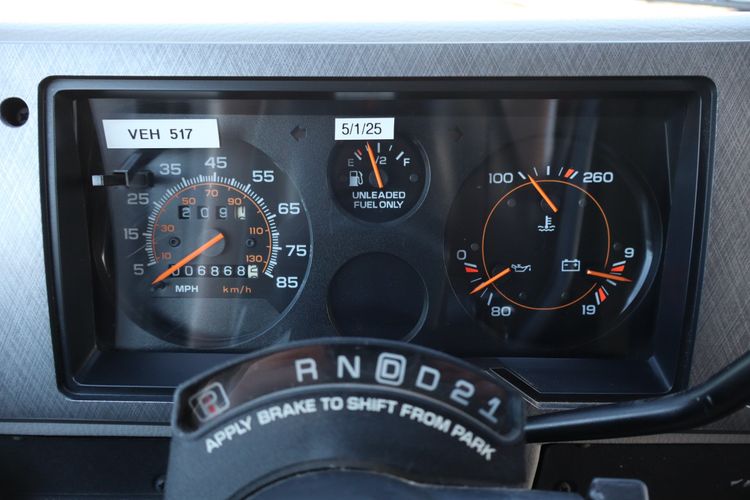 VEH 517
5/1/25
5 15 25 35 45 55 65 75 85
10 30 50 70 90 110 130
209
006868
MPH km/h
E 1/2 F
UNLEADED
FUEL ONLY
100 260
0 80
9 19
P R N D D 2 1
APPLY BRAKE TO SHIFT FROM PARK